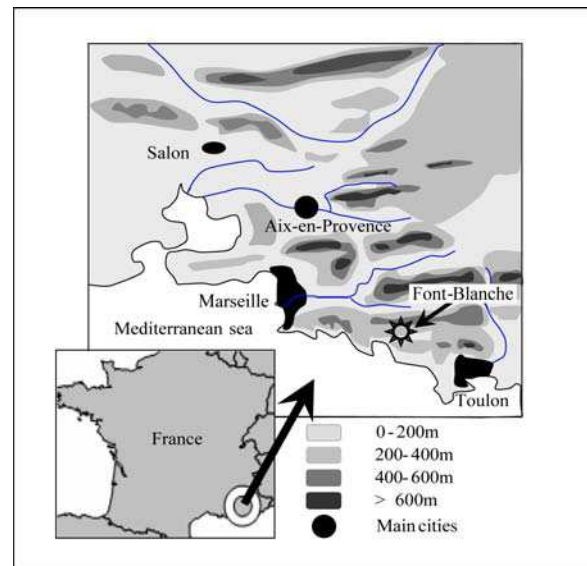 Salon
Aix-en-Provence
Marseille
Font-Blanche
Mediterranean sea
Toulon
France
0-200m
200-400m
400-600m
> 600m
Main cities